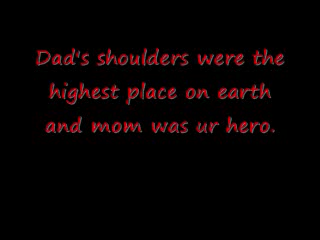 Dad's shoulders were the
highest place on earth
and mom was ur hero.